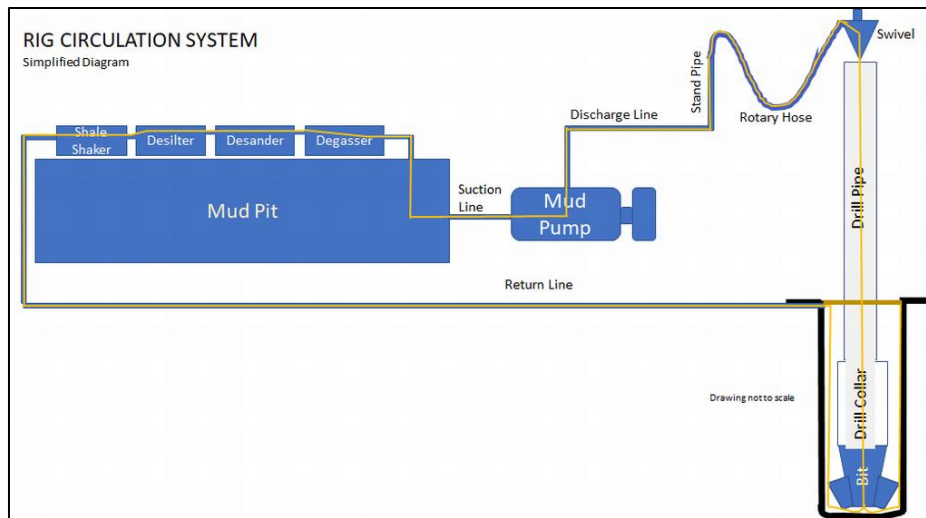 RIG CIRCULATION SYSTEM
Simplified Diagram
Swivel
Stand Pipe
Rotary Hose
Discharge Line
Shale
Shaker
Desilter
Desander
Degasser
Suction
Line
Mud
Pump
Mud Pit
Drill Pipe
Return Line
Drawing not to scale
Drill Collar
Bit